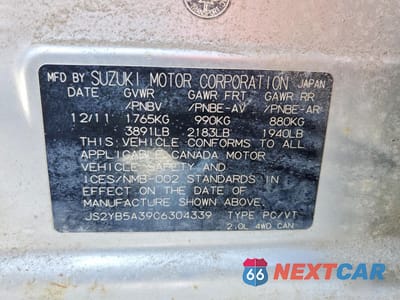 MFD BY SUZUKI MOTOR CORPORATION JAPAN
DATE GVWR GAWR FRT GAWR RR
/PNBV /PNBE-AV /PNBE-AR
12/11 1765KG 990KG 880KG
3891LB 2183LB 1940LB
THIS VEHICLE CONFORMS TO ALL
APPLICABLE CANADA MOTOR
VEHICLE SAFETY AND
ICES/NMB-002 STANDARDS IN
EFFECT ON THE DATE OF
MANUFACTURE SHOWN ABOVE
JS2YB5A39C6304339 TYPE PC/VT
2.0L 4WD CAN
66 NEXTCAR